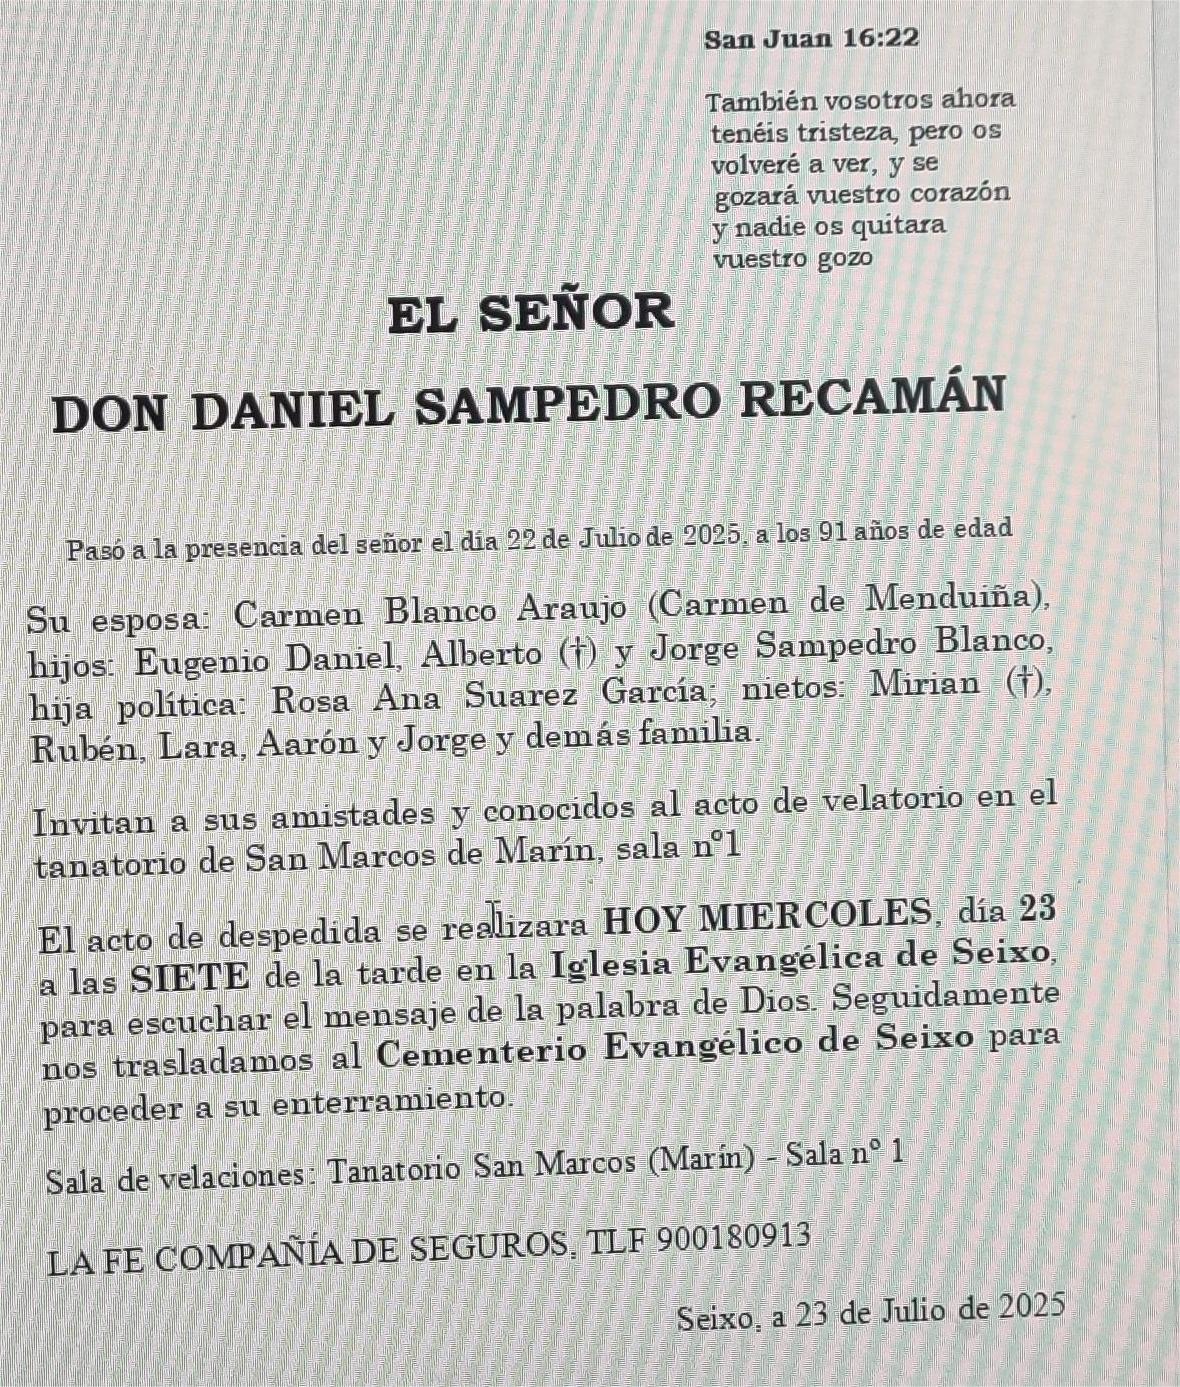 San Juan 16:22
También vosotros ahora
tenéis tristeza, pero os
volveré a ver, y se
gozará vuestro corazón
y nadie os quitara
vuestro gozo
EL SEÑOR
DON DANIEL SAMPEDRO RECAMÁN
Pasó a la presencia del señor el día 22 de Julio de 2025, a los 91 años de edad
Su esposa: Carmen Blanco Araujo (Carmen de Menduiña),
hijos: Eugenio Daniel, Alberto (†) y Jorge Sampedro Blanco,
hija política: Rosa Ana Suarez García; nietos: Mirian (†),
Rubén, Lara, Aarón y Jorge y demás familia.
Invitan a sus amistades y conocidos al acto de velatorio en el
tanatorio de San Marcos de Marín, sala nº1
El acto de despedida se realizara HOY MIERCOLES, día 23
a las SIETE de la tarde en la Iglesia Evangélica de Seixo,
para escuchar el mensaje de la palabra de Dios. Seguidamente
nos trasladamos al Cementerio Evangélico de Seixo para
proceder a su enterramiento.
Sala de velaciones: Tanatorio San Marcos (Marín) - Sala nº 1
LA FE COMPAÑÍA DE SEGUROS, TLF 900180913
Seixo, a 23 de Julio de 2025